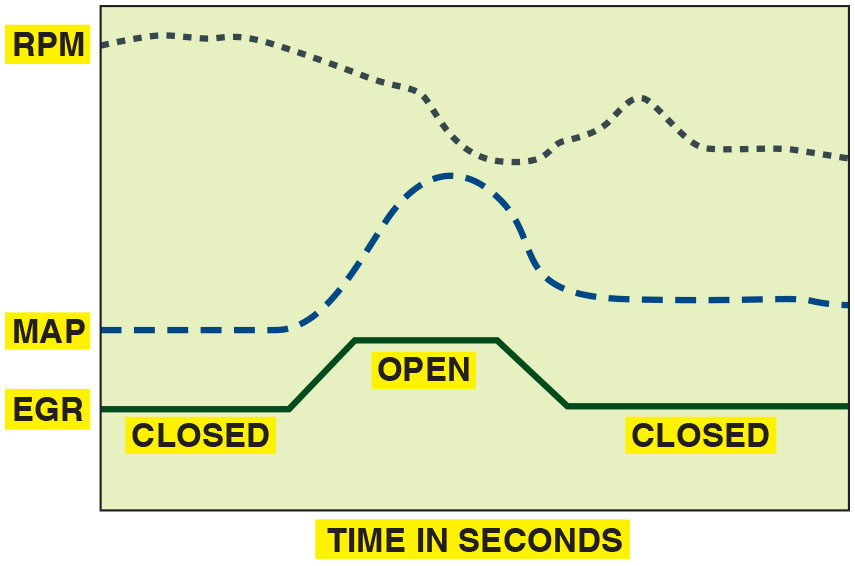 RPM
MAP
OPEN
EGR
CLOSED
CLOSED
TIME IN SECONDS